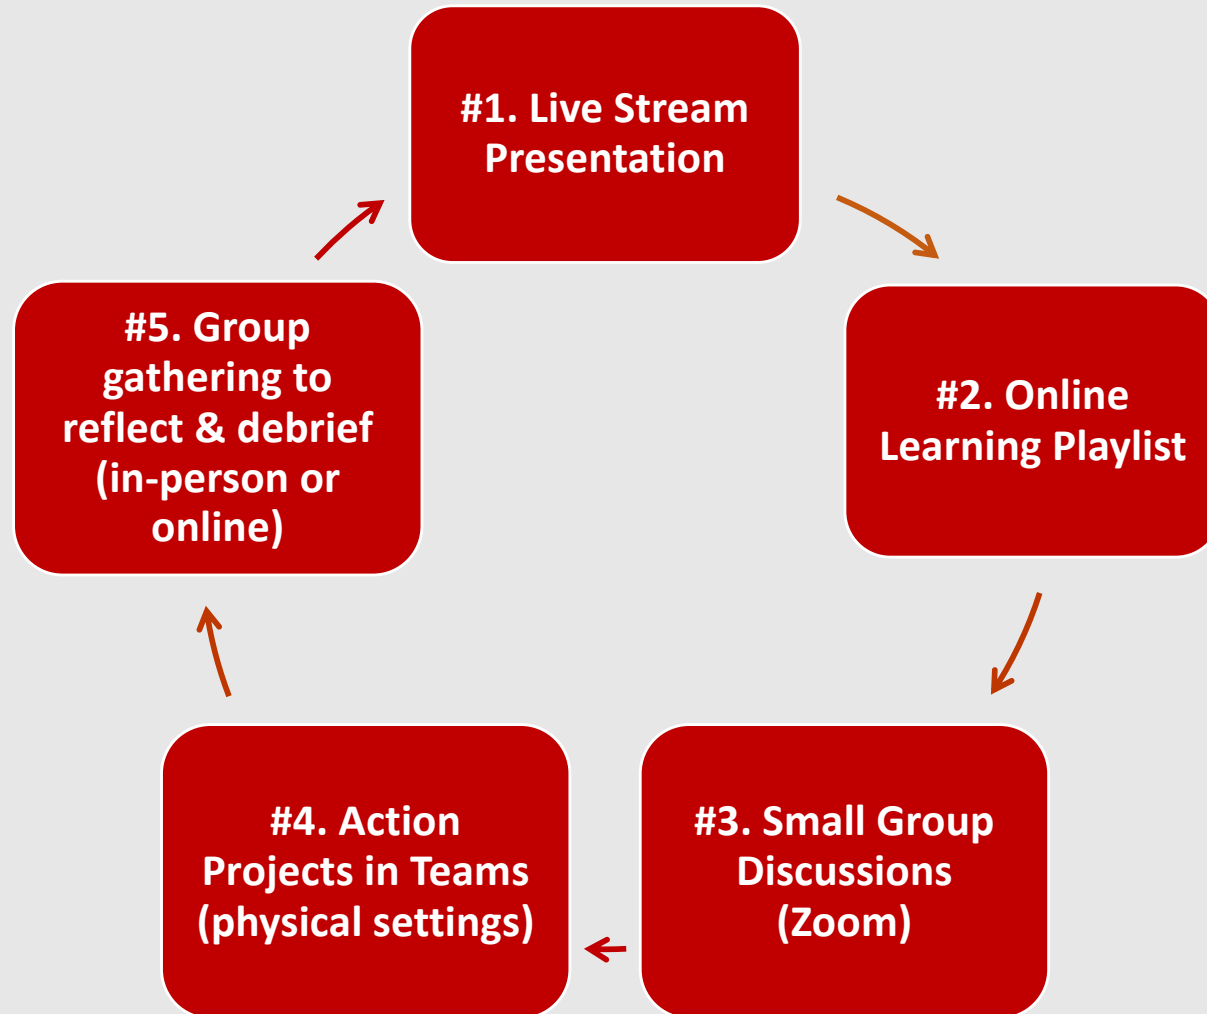 #1. Live Stream
Presentation
#2. Online
Learning Playlist
#3. Small Group
Discussions
(Zoom)
#4. Action
Projects in Teams
(physical settings)
#5. Group
gathering to
reflect & debrief
(in-person or
online)